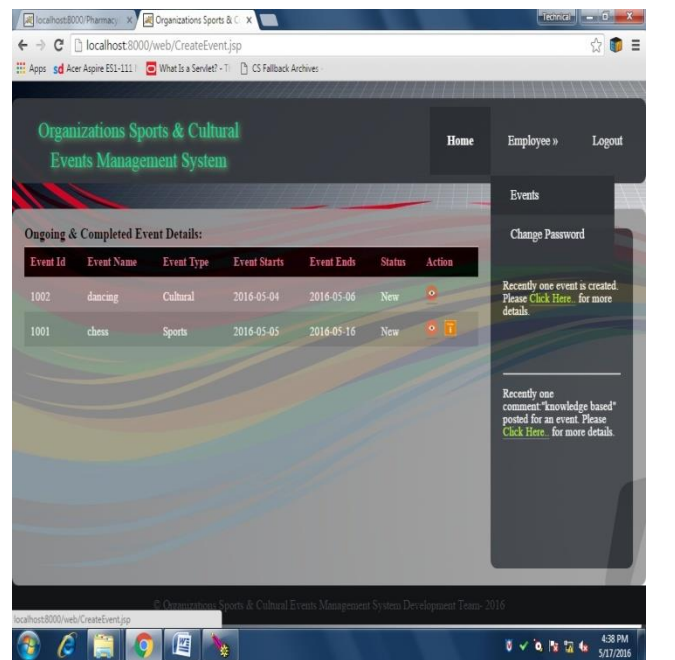 localhost:8000/Pharmacy
Organizations Sports & C
Technical
localhost:8000/web/CreateEvent.jsp
Apps
sd Acer Aspire ES1-111
What Is a Servlet? - T
CS Fallback Archives -
Organizations Sports & Cultural
Events Management System
Home
Employee »
Logout
Events
Change Password
Ongoing & Completed Event Details:
Event Id Event Name Event Type Event Starts Event Ends Status Action
1002 dancing Cultural 2016-05-04 2016-05-06 New
1001 chess Sports 2016-05-05 2016-05-16 New
Recently one event is created.
Please Click Here.. for more
details.
Recently one
comment:"knowledge based"
posted for an event. Please
Click Here.. for more details.
© Organizations Sports & Cultural Events Management System Development Team- 2016
localhost:8000/web/CreateEvent.jsp
4:38 PM
5/17/2016